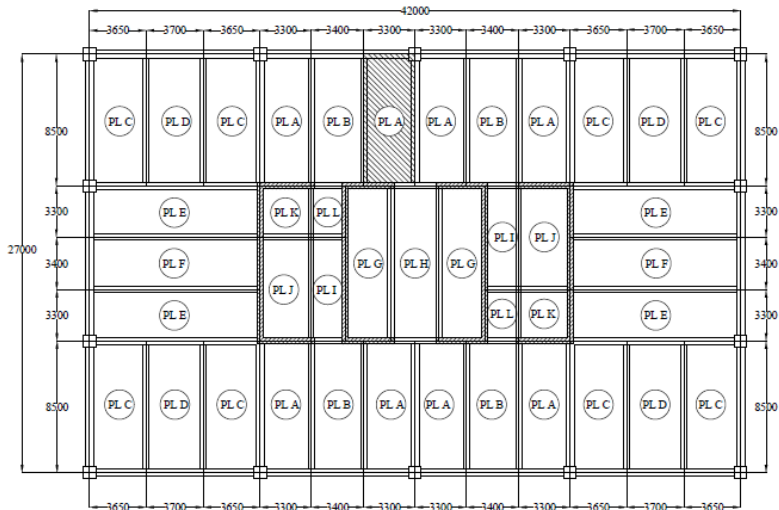 42000
3650 3700 3650 3300 3400 3300 3300 3400 3300 3650 3700 3650
8500 PL C PL D PL C PL A PL B PL A PL A PL B PL A PL C PL D PL C 8500
3300 PL E PL K PL L PL I PL J PL E 3300
27000 3400 PL F PL J PL I PL G PL H PL G PL F 3400
3300 PL E PL L PL K PL E 3300
8500 PL C PL D PL C PL A PL B PL A PL A PL B PL A PL C PL D PL C 8500
3650 3700 3650 3300 3400 3300 3300 3400 3300 3650 3700 3650